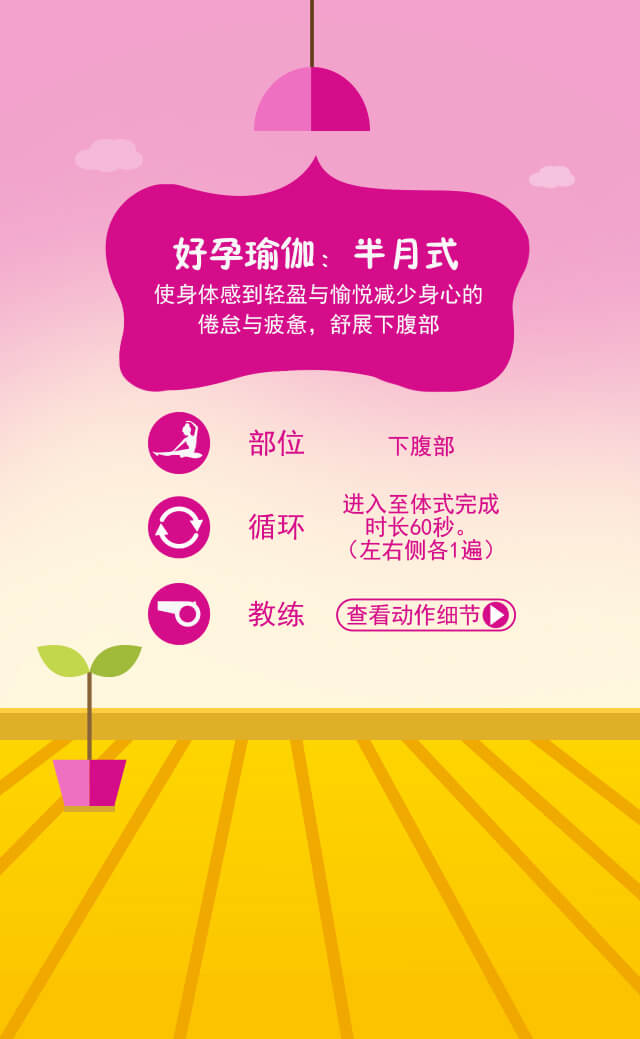 好孕瑜伽：半月式
使身体感到轻盈与愉悦减少身心的
倦怠与疲惫，舒展下腹部
部位 下腹部
循环 进入至体式完成
时长60秒。
（左右侧各1遍）
教练 查看动作细节